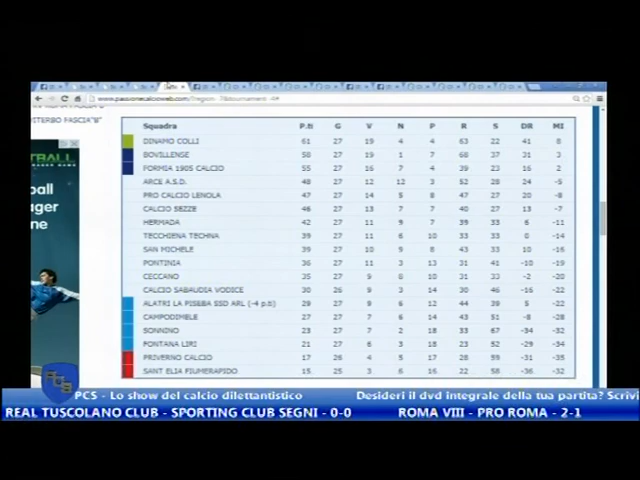 www.passionecalcioweb.com/?region
VITERBO FASCIA"B"
Squadra P.ti G V N P R S DR MI
DINAMO COLLI 61 27 19 4 4 63 22 41 8
BOVILLENSE 58 27 19 1 7 68 37 31 3
FORMIA 1905 CALCIO 55 27 16 7 4 39 23 16 2
ARCE A.S.D. 48 27 12 12 3 52 28 24 -5
PRO CALCIO LENOLA 47 27 14 5 8 47 27 20 -8
CALCIO SEZZE 46 27 13 7 7 40 27 13 -7
HERMADA 42 27 11 9 7 39 33 6 -11
TECCHIENA TECHNA 39 27 11 6 10 33 33 0 -14
SAN MICHELE 39 27 10 9 8 43 33 10 -16
PONTINIA 36 27 11 3 13 31 41 -10 -19
CECCANO 35 27 9 8 10 31 33 -2 -20
CALCIO SABAUDIA VODICE 30 26 9 3 14 30 46 -16 -22
ALATRI LA PISEBA SSD ARL (-4 p.ti) 29 27 9 6 12 44 39 5 -22
CAMPODIMELE 27 27 7 6 14 43 51 -8 -28
SONNINO 23 27 7 2 18 33 67 -34 -32
FONTANA LIRI 21 27 6 3 18 23 52 -29 -34
PRIVERNO CALCIO 17 26 4 5 17 28 59 -31 -35
SANT ELIA FIUMERAPIDO 15 25 3 6 16 22 58 -36 -32
PCS
PCS - Lo show del calcio dilettantistico Desideri il dvd integrale della tua partita? Scrivi
REAL TUSCOLANO CLUB - SPORTING CLUB SEGNI - 0-0 ROMA VIII - PRO ROMA - 2-1